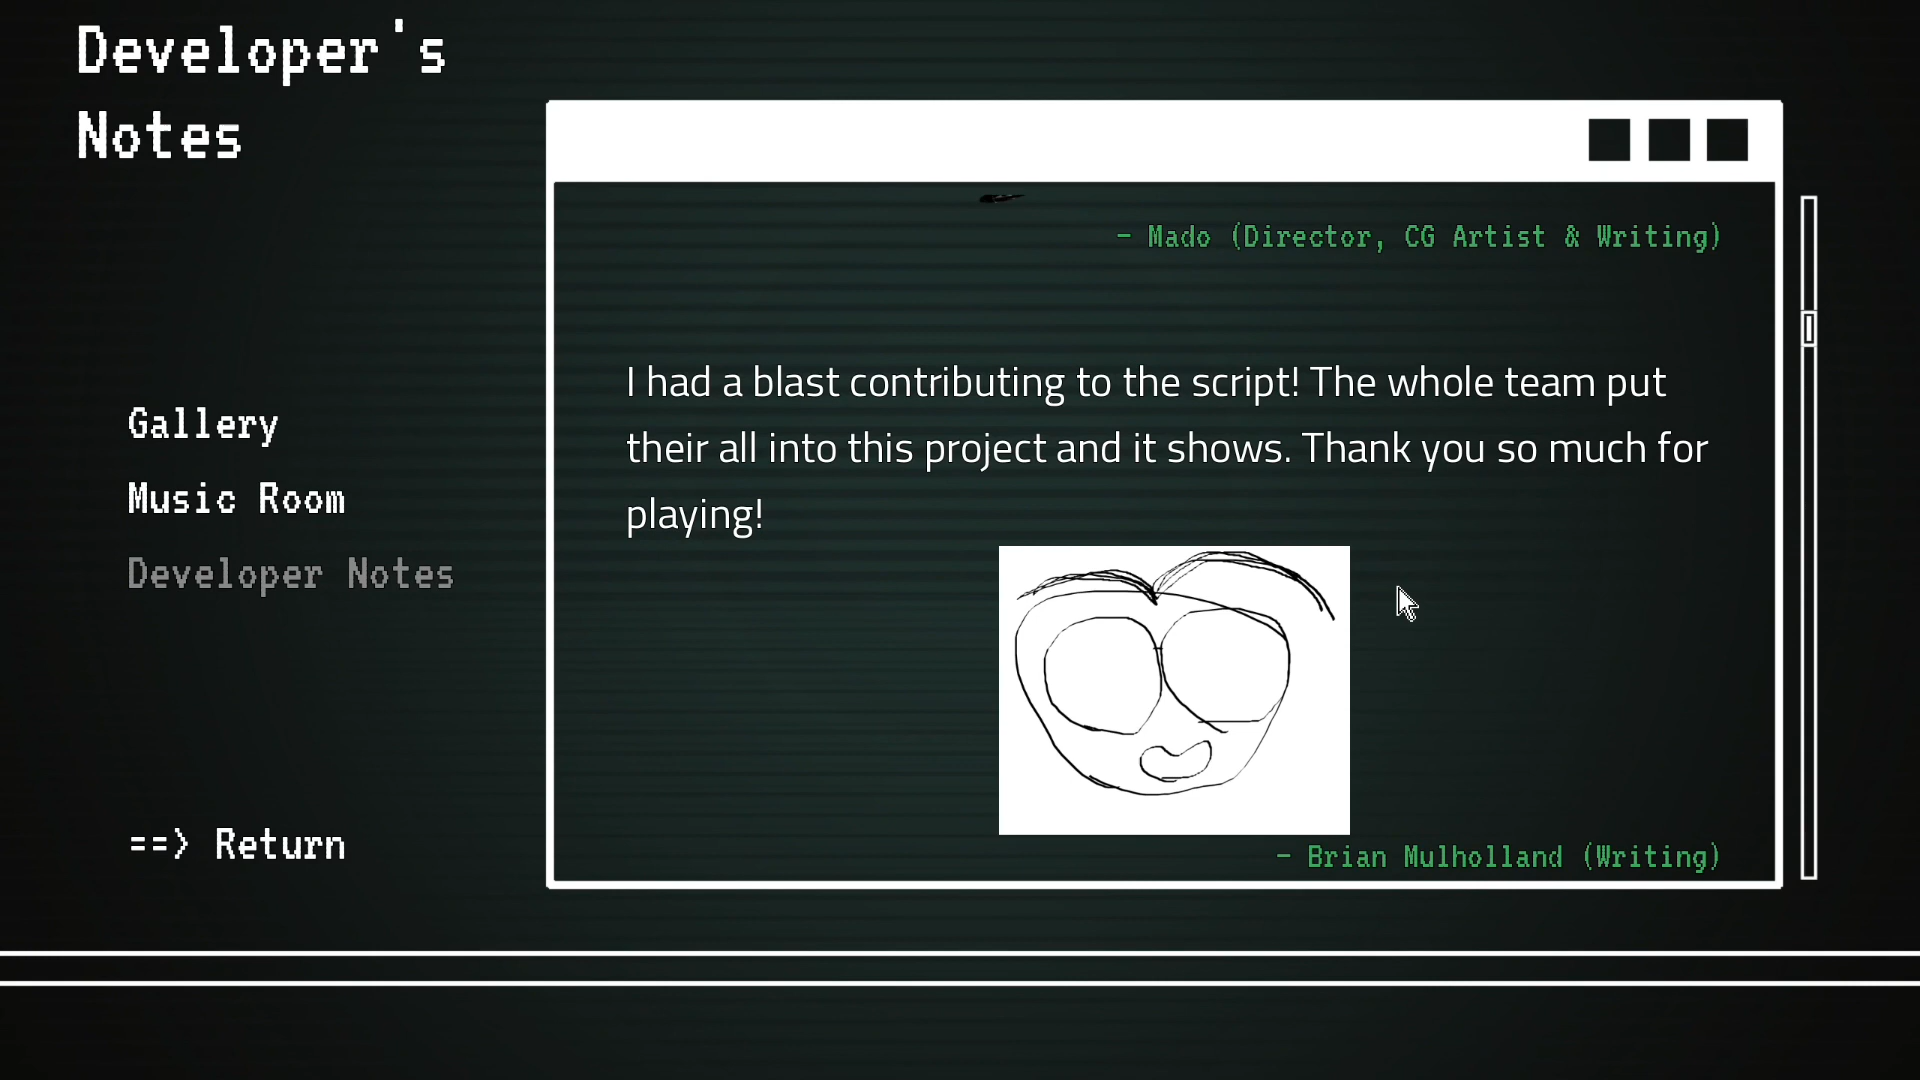 Developer's
Notes
Gallery
Music Room
Developer Notes
==> Return
- Mado (Director, CG Artist & Writing)
I had a blast contributing to the script! The whole team put
their all into this project and it shows. Thank you so much for
playing!
- Brian Mulholland (Writing)